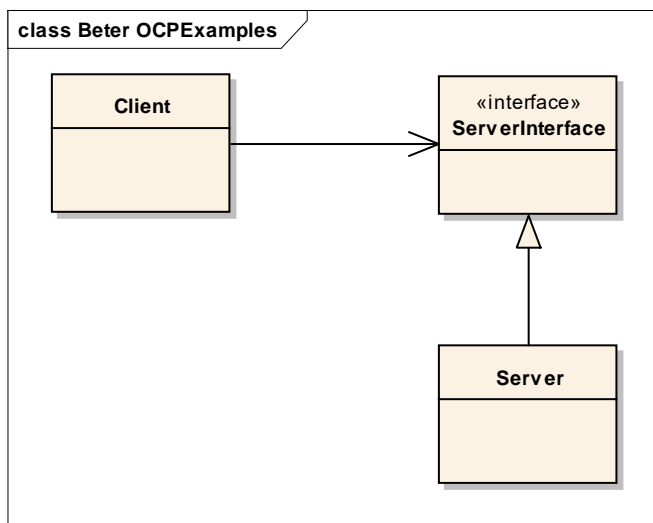 class Beter OCPExamples
Client
«interface»
ServerInterface
Server